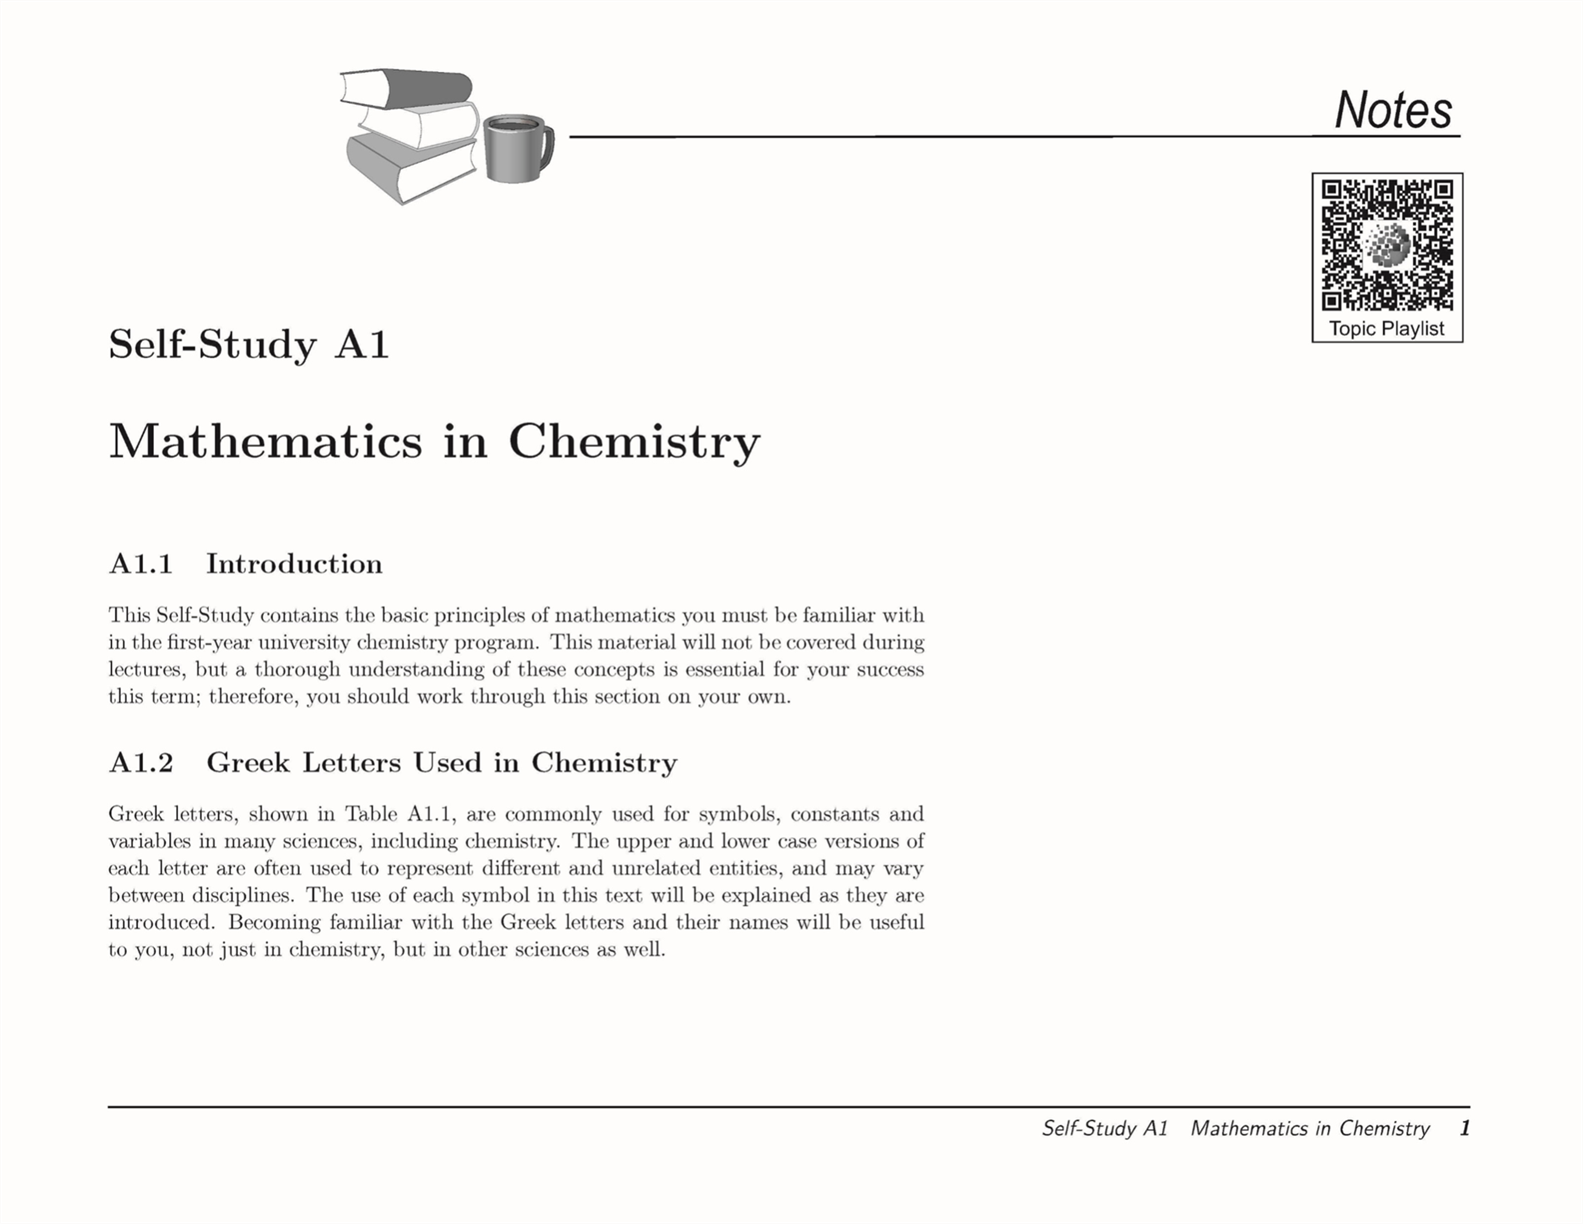 Notes
Topic Playlist
Self-Study A1
Mathematics in Chemistry
A1.1 Introduction
This Self-Study contains the basic principles of mathematics you must be familiar with
in the first-year university chemistry program. This material will not be covered during
lectures, but a thorough understanding of these concepts is essential for your success
this term; therefore, you should work through this section on your own.
A1.2 Greek Letters Used in Chemistry
Greek letters, shown in Table A1.1, are commonly used for symbols, constants and
variables in many sciences, including chemistry. The upper and lower case versions of
each letter are often used to represent different and unrelated entities, and may vary
between disciplines. The use of each symbol in this text will be explained as they are
introduced. Becoming familiar with the Greek letters and their names will be useful
to you, not just in chemistry, but in other sciences as well.
Self-Study A1 Mathematics in Chemistry 1